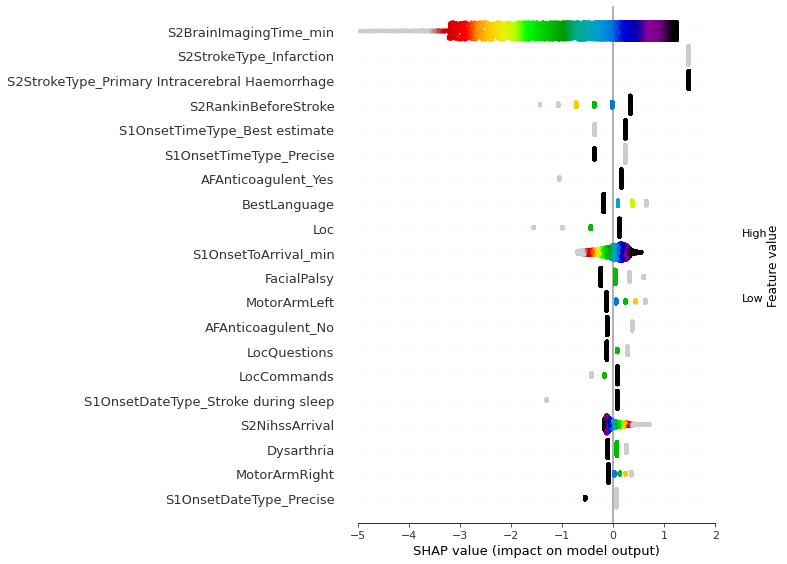 S2BrainImagingTime_min
S2StrokeType_Infarction
S2StrokeType_Primary Intracerebral Haemorrhage
S2RankinBeforeStroke
S1OnsetTimeType_Best estimate
S1OnsetTimeType_Precise
AFAnticoagulent_Yes
BestLanguage
Loc
S1OnsetToArrival_min
FacialPalsy
MotorArmLeft
AFAnticoagulent_No
LocQuestions
LocCommands
S1OnsetDateType_Stroke during sleep
S2NihssArrival
Dysarthria
MotorArmRight
S1OnsetDateType_Precise
−5 −4 −3 −2 −1 0 1 2
SHAP value (impact on model output)
High
Low
Feature value